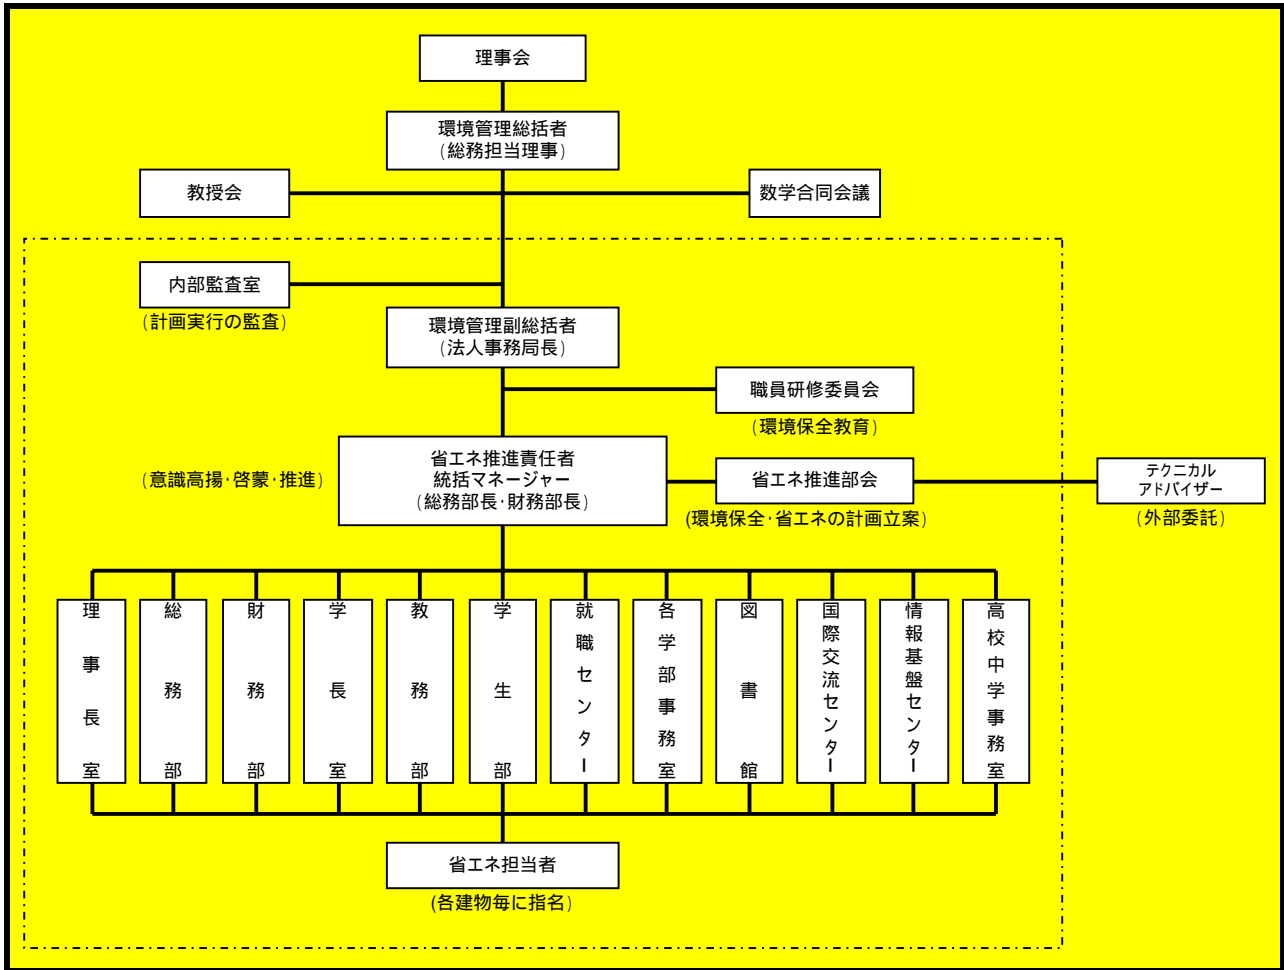 理事会
環境管理総括者
(総務担当理事)
教授会
数学合同会議
内部監査室
(計画実行の監査)
環境管理副総括者
(法人事務局長)
職員研修委員会
(環境保全教育)
(意識高揚・啓蒙・推進)
省エネ推進責任者
統括マネージャー
(総務部長・財務部長)
省エネ推進部会
(環境保全・省エネの計画立案)
テクニカル
アドバイザー
(外部委託)
理事長室
総務部
財務部
学長室
教務部
学生部
就職センター
各学部事務室
図書館
国際交流センター
情報基盤センター
高校中学事務室
省エネ担当者
(各建物毎に指名)